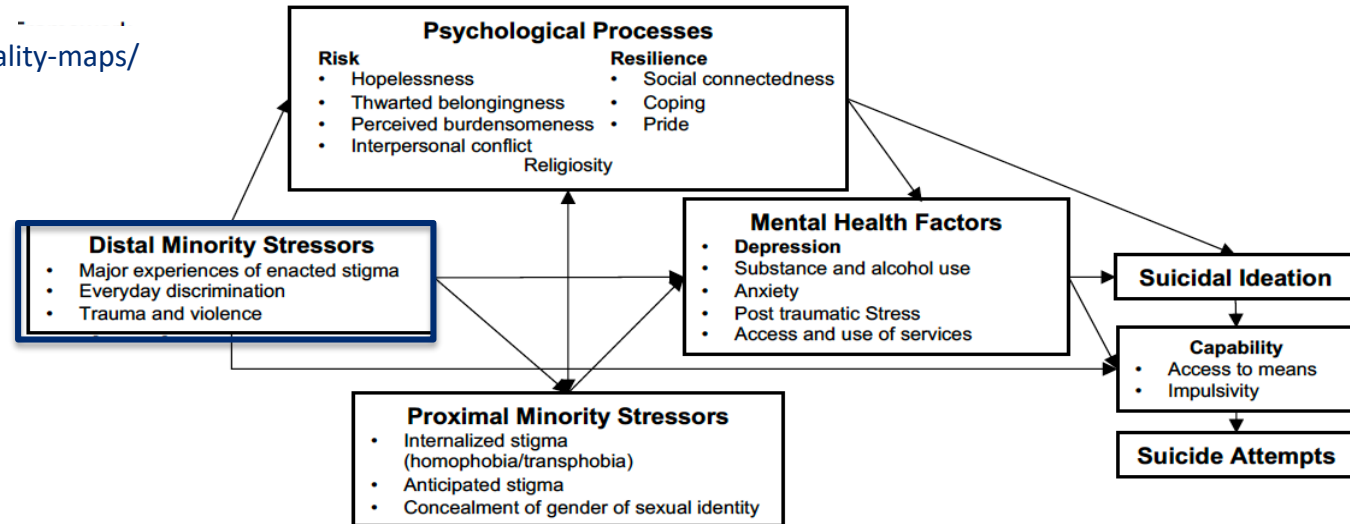 ality-maps/
Psychological Processes
Risk
• Hopelessness
• Thwarted belongingness
• Perceived burdensomeness
• Interpersonal conflict
Resilience
• Social connectedness
• Coping
• Pride
Religiosity
Distal Minority Stressors
• Major experiences of enacted stigma
• Everyday discrimination
• Trauma and violence
Mental Health Factors
• Depression
• Substance and alcohol use
• Anxiety
• Post traumatic Stress
• Access and use of services
Suicidal Ideation
Capability
• Access to means
• Impulsivity
Suicide Attempts
Proximal Minority Stressors
• Internalized stigma
(homophobia/transphobia)
• Anticipated stigma
• Concealment of gender of sexual identity